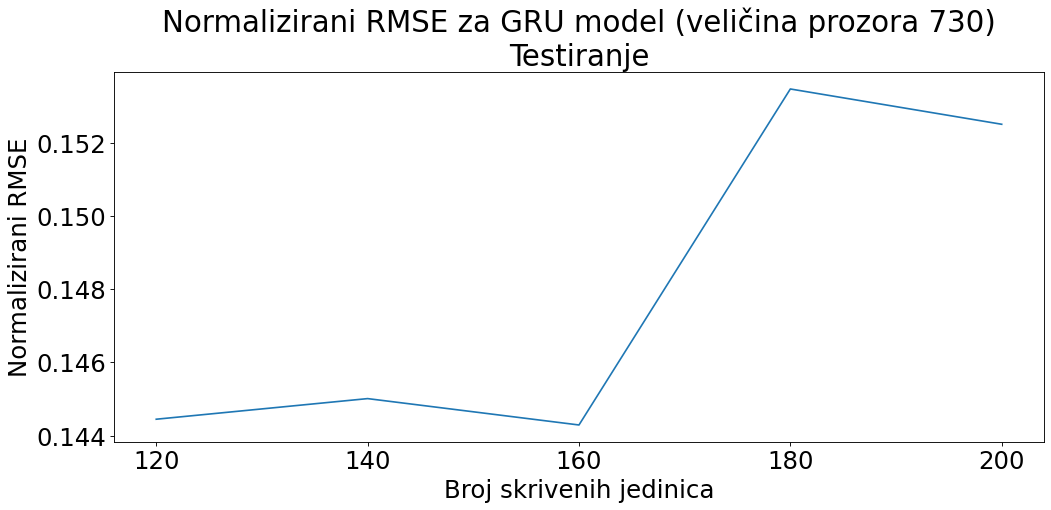 Normalizirani RMSE za GRU model (veličina prozora 730)
Testiranje
Normalizirani RMSE
0.152
0.150
0.148
0.146
0.144
120 140 160 180 200
Broj skrivenih jedinica